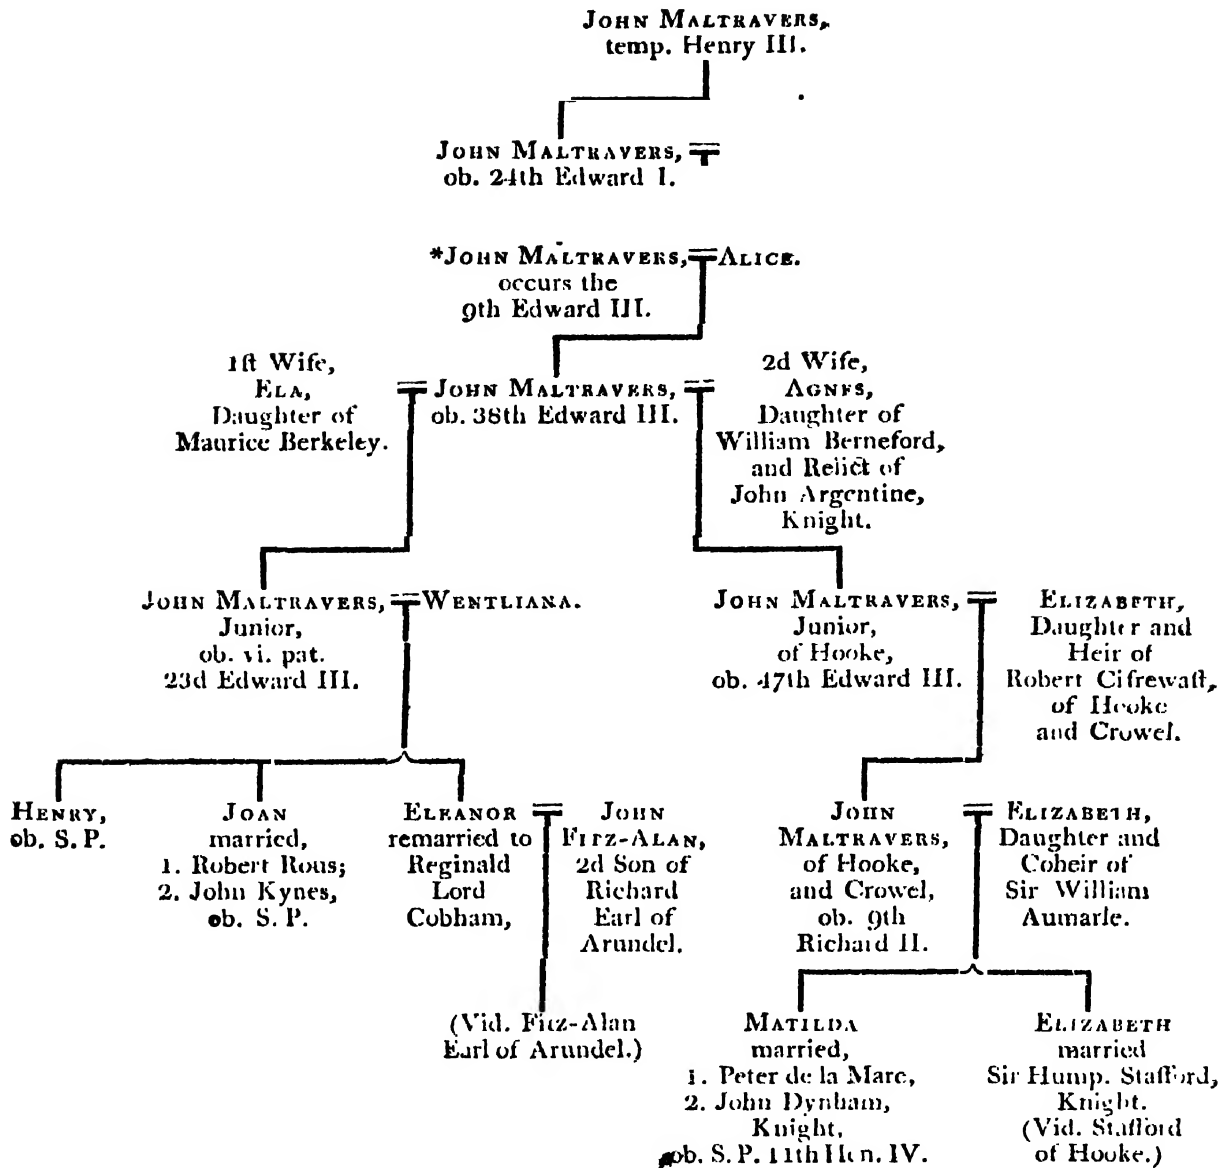 JOHN MALTRAVERS,
temp. Henry III.
JOHN MALTRAVERS,
ob. 24th Edward I.
*JOHN MALTRAVERS,
occurs the
9th Edward III.
ALICE.
1st Wife,
ELA,
Daughter of
Maurice Berkeley.
JOHN MALTRAVERS,
ob. 38th Edward III.
2d Wife,
AGNES,
Daughter of
William Berneford,
and Relict of
John Argentine,
Knight.
JOHN MALTRAVERS,
Junior,
ob. vi. pat.
23d Edward III.
WENTLIANA.
JOHN MALTRAVERS,
Junior,
of Hooke,
ob. 47th Edward III.
ELIZABETH,
Daughter and
Heir of
Robert Cifrewast,
of Hooke
and Crowel.
HENRY,
ob. S. P.
JOAN
married,
1. Robert Rous;
2. John Kynes,
ob. S. P.
ELEANOR
remarried to
Reginald
Lord
Cobham,
JOHN
FITZ-ALAN,
2d Son of
Richard
Earl of
Arundel.
JOHN
MALTRAVERS,
of Hooke,
and Crowel,
ob. 9th
Richard II.
ELIZABETH,
Daughter and
Coheir of
Sir William
Aumarle.
(Vid. Fitz-Alan
Earl of Arundel.)
MATILDA
married,
1. Peter de la Mare,
2. John Dynham,
Knight,
ob. S. P. 11th Hen. IV.
ELIZABETH
married
Sir Hump. Stafford,
Knight.
(Vid. Stafford
of Hooke.)